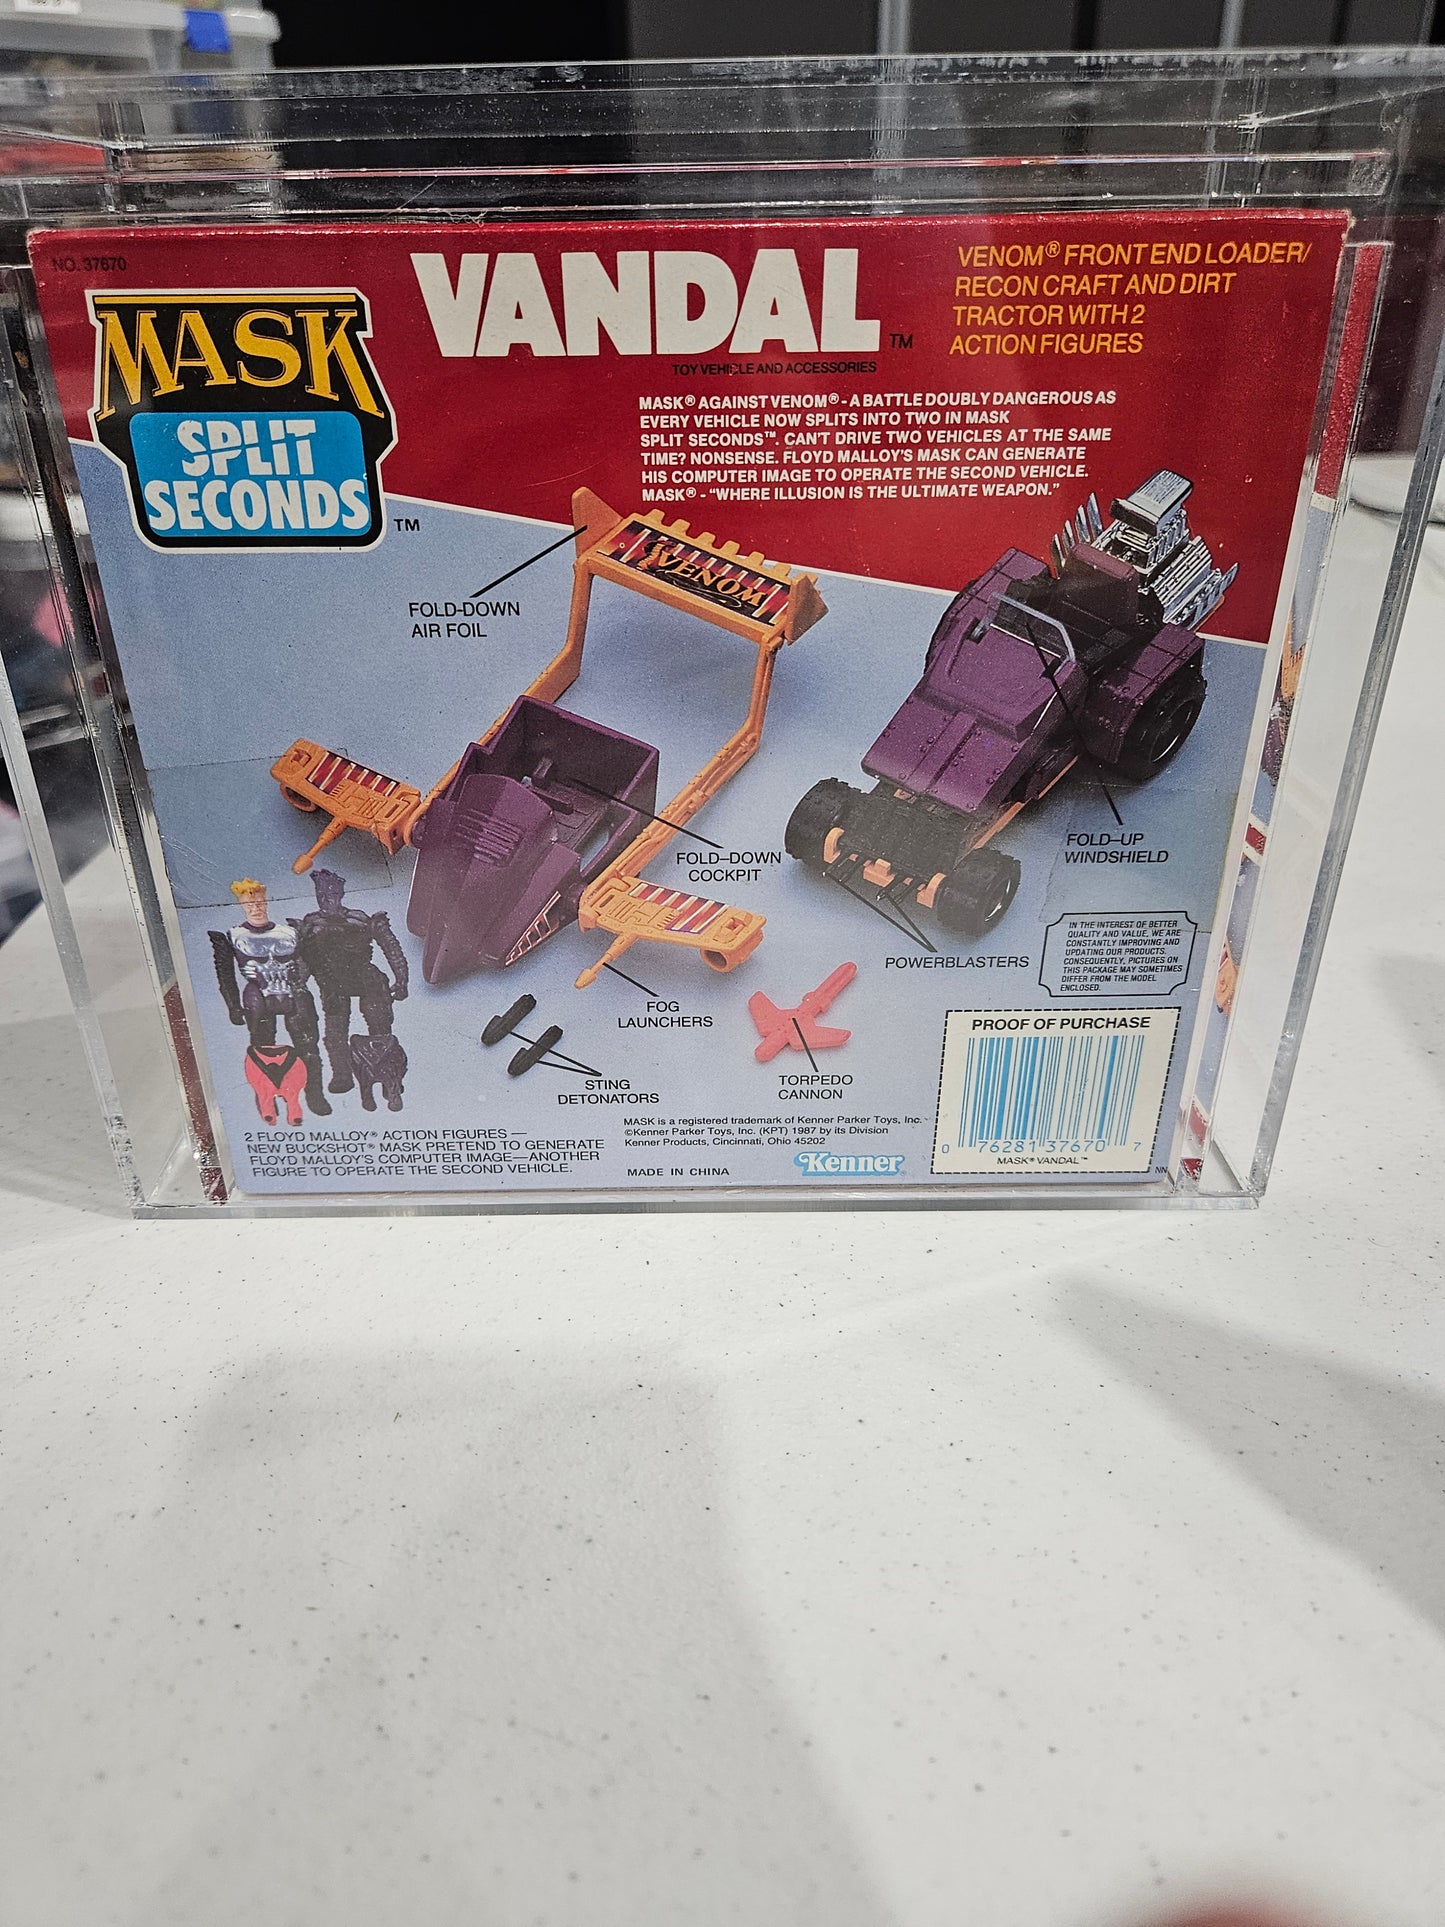 NO. 37670
MASK
SPLIT
SECONDS
TM
VANDAL
TM
TOY VEHICLE AND ACCESSORIES
VENOM® FRONT END LOADER/
RECON CRAFT AND DIRT
TRACTOR WITH 2
ACTION FIGURES
MASK® AGAINST VENOM® - A BATTLE DOUBLY DANGEROUS AS
EVERY VEHICLE NOW SPLITS INTO TWO IN MASK
SPLIT SECONDS™. CAN'T DRIVE TWO VEHICLES AT THE SAME
TIME? NONSENSE. FLOYD MALLOY'S MASK CAN GENERATE
HIS COMPUTER IMAGE TO OPERATE THE SECOND VEHICLE.
MASK® - "WHERE ILLUSION IS THE ULTIMATE WEAPON."
FOLD-DOWN
AIR FOIL
VENOM
FOLD-DOWN
COCKPIT
FOLD-UP
WINDSHIELD
POWERBLASTERS
FOG
LAUNCHERS
STING
DETONATORS
TORPEDO
CANNON
IN THE INTEREST OF BETTER
QUALITY AND VALUE, WE ARE
CONSTANTLY IMPROVING AND
UPDATING OUR PRODUCTS.
CONSEQUENTLY, PICTURES ON
THIS PACKAGE MAY SOMETIMES
DIFFER FROM THE MODEL
ENCLOSED.
PROOF OF PURCHASE
0 76281 37670 7
MASK® VANDAL™
2 FLOYD MALLOY® ACTION FIGURES —
NEW BUCKSHOT® MASK PRETEND TO GENERATE
FLOYD MALLOY'S COMPUTER IMAGE—ANOTHER
FIGURE TO OPERATE THE SECOND VEHICLE.
MASK is a registered trademark of Kenner Parker Toys, Inc.
©Kenner Parker Toys, Inc. (KPT) 1987 by its Division
Kenner Products, Cincinnati, Ohio 45202
MADE IN CHINA
Kenner
NN